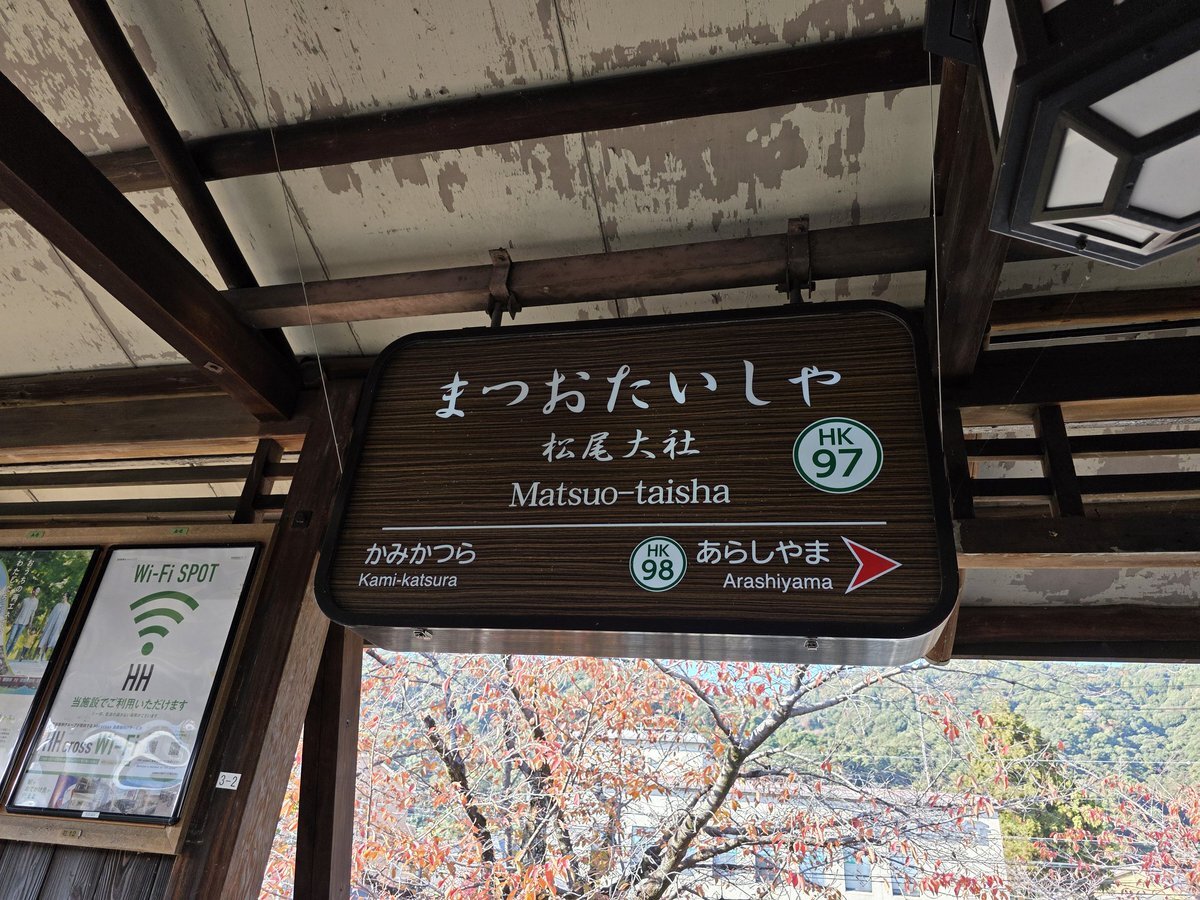 まつおたいしゃ
松尾大社
Matsuo-taisha
HK
97
かみかつら
Kami-katsura
HK
98
あらしやま
Arashiyama
Wi-Fi SPOT
HH
当施設でご利用いただけます
HH cross Wi-Fi
3-2